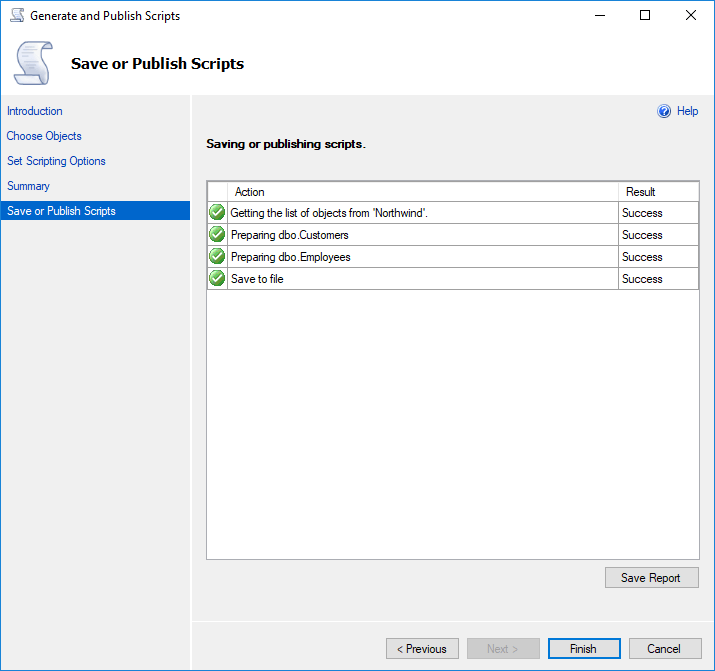 Generate and Publish Scripts
Save or Publish Scripts
Introduction
Choose Objects
Set Scripting Options
Summary
Save or Publish Scripts
Help
Saving or publishing scripts.
Action Result
Getting the list of objects from 'Northwind'. Success
Preparing dbo.Customers Success
Preparing dbo.Employees Success
Save to file Success
Save Report
< Previous Next > Finish Cancel